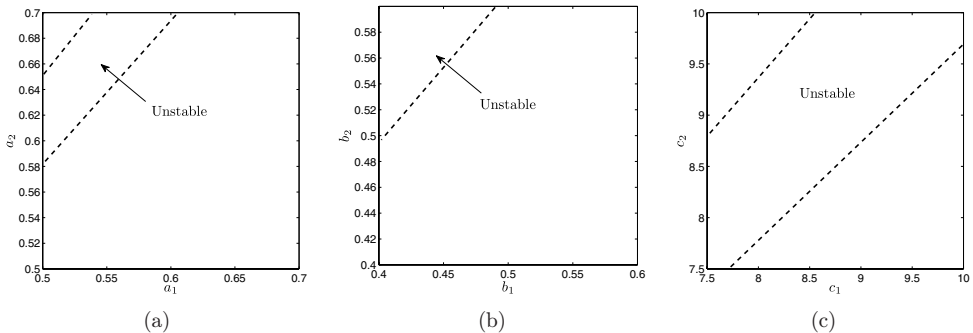 0.7
0.68
0.66
0.64
0.62
0.6
0.58
0.56
0.54
0.52
0.5
a₂
Unstable
0.5 0.55 0.6 0.65 0.7
a₁
(a)
0.58
0.56
0.54
0.52
0.5
0.48
0.46
0.44
0.42
0.4
b₂
Unstable
0.4 0.45 0.5 0.55 0.6
b₁
(b)
10
9.5
9
8.5
8
7.5
c₂
Unstable
7.5 8 8.5 9 9.5 10
c₁
(c)